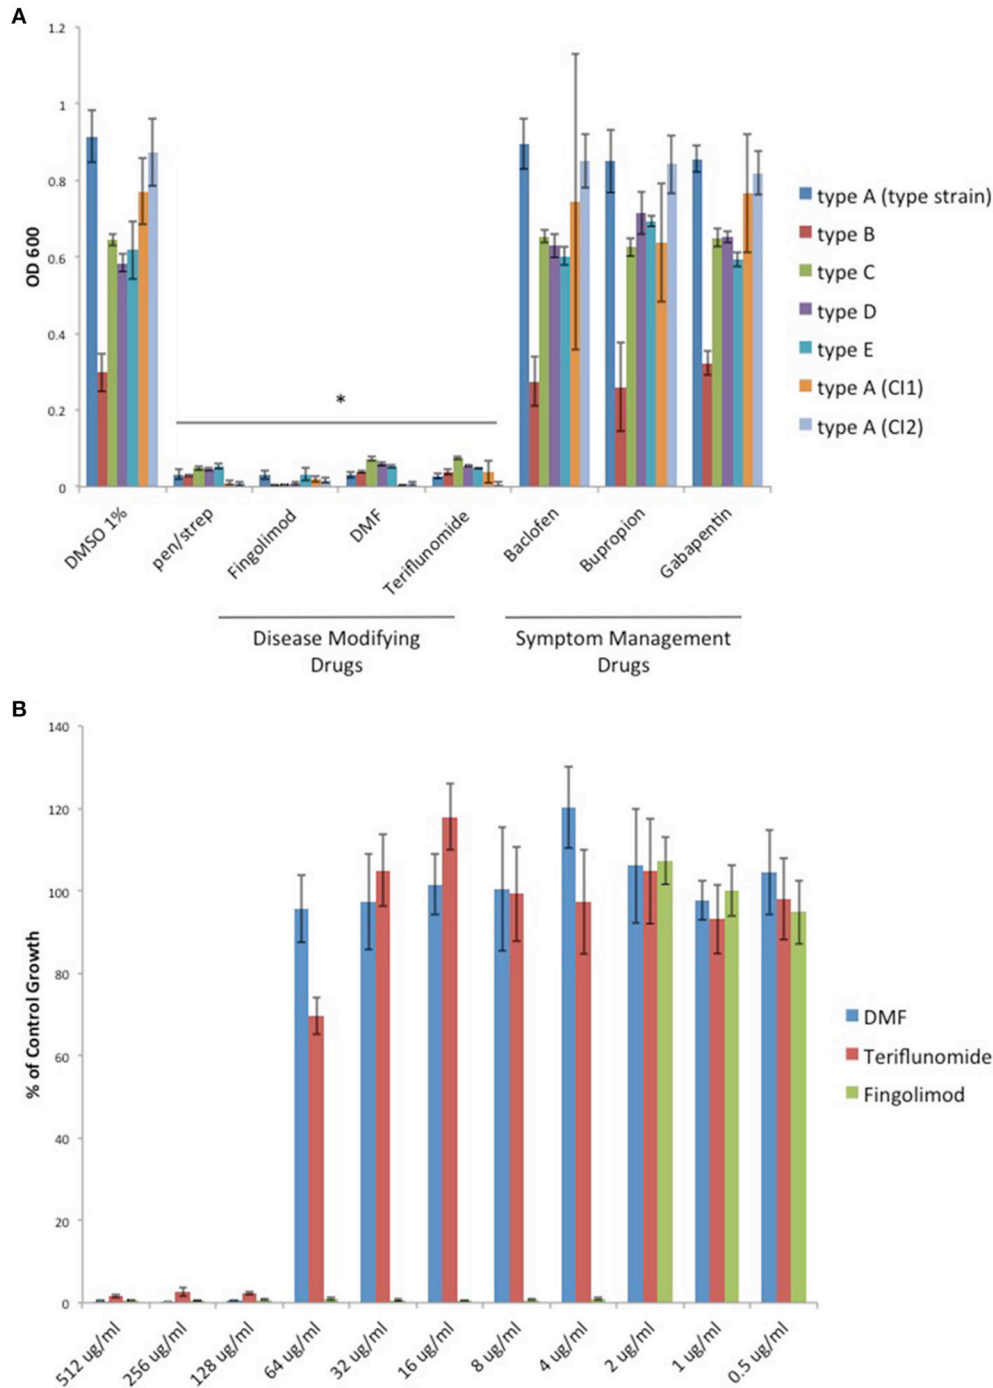 A
1.2
1
0.8
0.6
0.4
0.2
0
OD 600
*
DMSO 1%
pen/strep
Fingolimod
DMF
Teriflunomide
Baclofen
Bupropion
Gabapentin
Disease Modifying
Drugs
Symptom Management
Drugs
type A (type strain)
type B
type C
type D
type E
type A (CI1)
type A (CI2)
B
140
120
100
80
60
40
20
0
% of Control Growth
512 ug/ml
256 ug/ml
128 ug/ml
64 ug/ml
32 ug/ml
16 ug/ml
8 ug/ml
4 ug/ml
2 ug/ml
1 ug/ml
0.5 ug/ml
DMF
Teriflunomide
Fingolimod